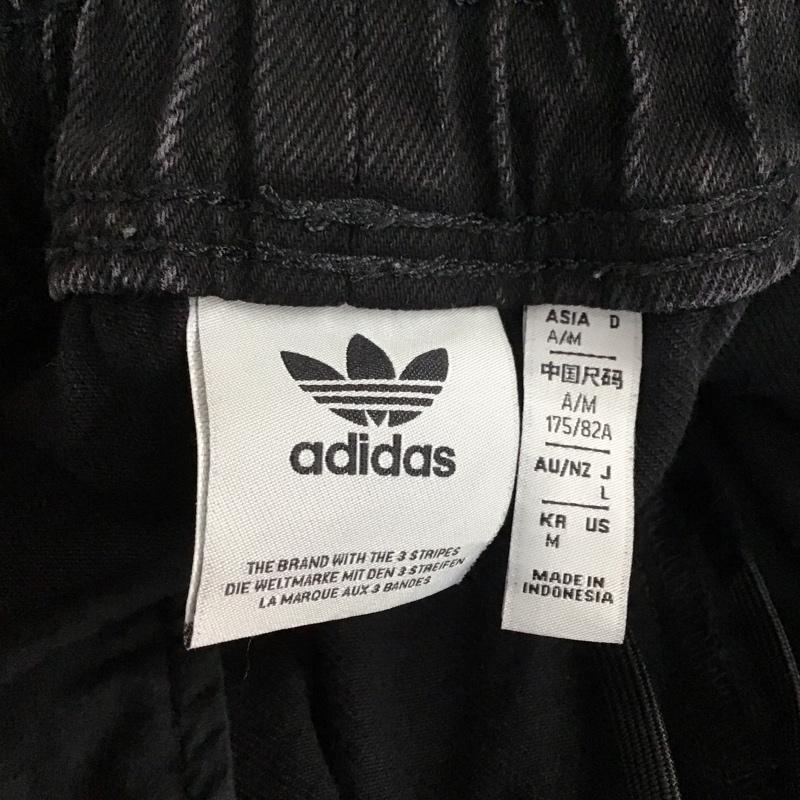 adidas
THE BRAND WITH THE 3 STRIPES
DIE WELTMARKE MIT DEN 3 STREIFEN
LA MARQUE AUX 3 BANDES
ASIA D
A/M
中国尺码
A/M
175/82A
AU/NZ J
L
KR US
M
MADE IN
INDONESIA